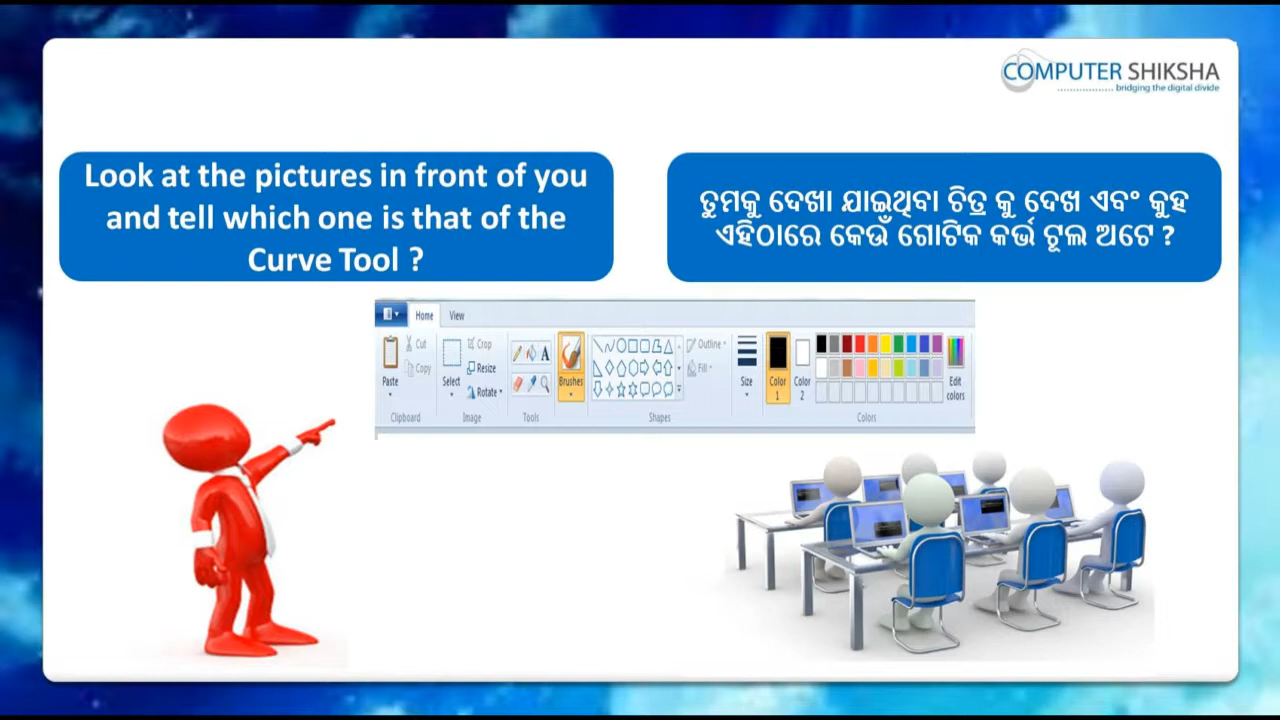 COMPUTER SHIKSHA
bridging the digital divide
Look at the pictures in front of you
and tell which one is that of the
Curve Tool ?
ତୁମକୁ ଦେଖା ଯାଇଥିବା ଚିତ୍ର କୁ ଦେଖ ଏବଂ କୁହ
ଏହିଠାରେ କେଉଁ ଗୋଟିକ କର୍ଭ ଟୂଲ ଅଟେ ?
Home View
Cut
Copy
Paste
Clipboard
Crop
Resize
Rotate
Select
Image
A
Tools
Brushes
Outline
Fill
Shapes
Size
Color
1
Color
2
Edit
colors
Colors